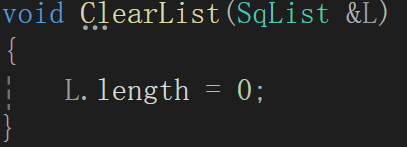 void ClearList(SqList &L)
{
    L.length = 0;
}